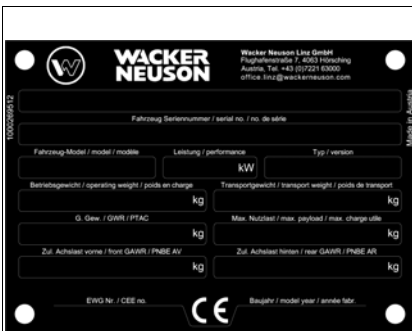 WACKER
NEUSON
Wacker Neuson Linz GmbH
Flughafenstraße 7, 4063 Hörsching
Austria, Tel. +43 (0)7221 63000
office.linz@wackerneuson.com
1000269512
Made in Austria
Fahrzeug Seriennummer / serial no. / no. de série
Fahrzeug-Model / model / modèle
Leistung / performance
Typ / version
kW
Betriebsgewicht / operating weight / poids en charge
Transportgewicht / transport weight / poids de transport
kg
kg
G. Gew. / GWR / PTAC
Max. Nutzlast / max. payload / max. charge utile
kg
kg
Zul. Achslast vorne / front GAWR / PNBE AV
Zul. Achslast hinten / rear GAWR / PNBE AR
kg
kg
EWG Nr. / CEE no.
CE
Baujahr / model year / année fabr.